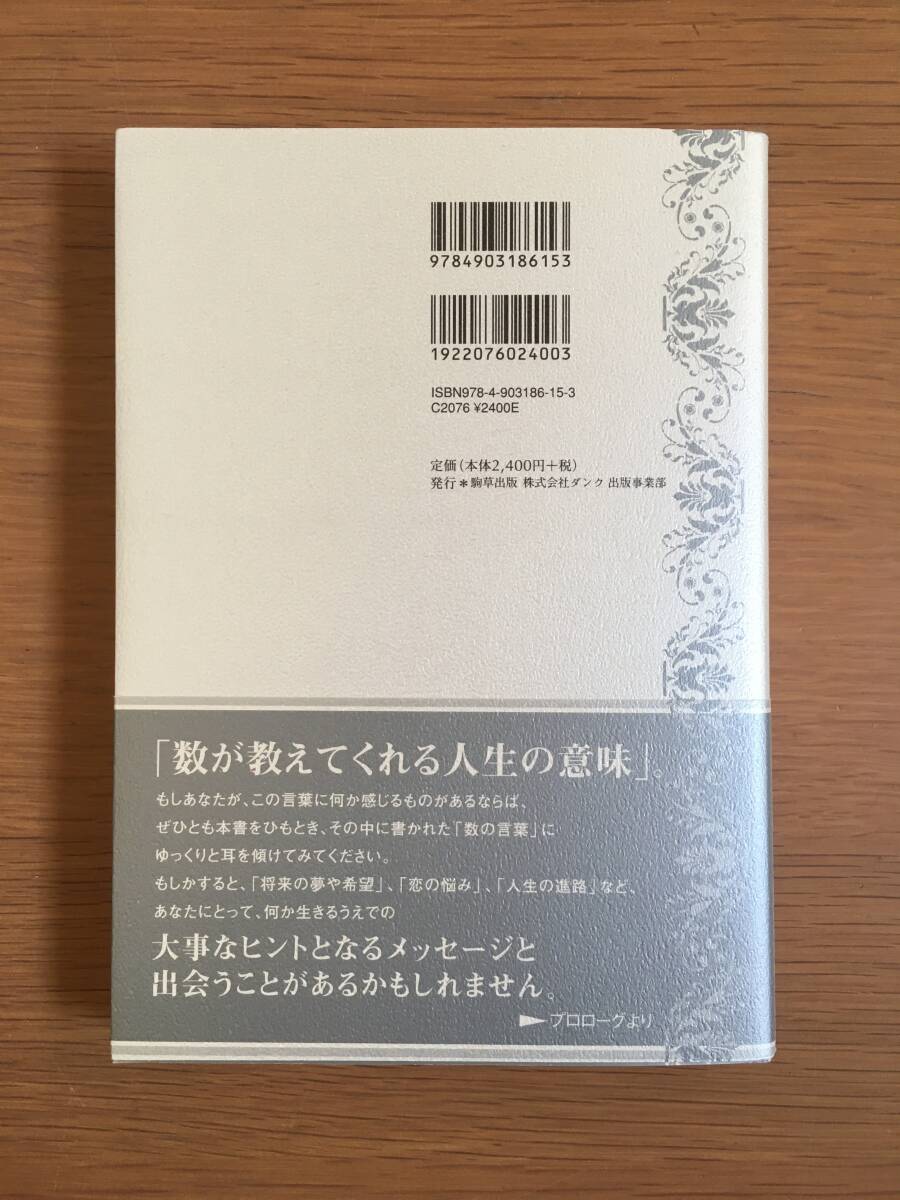 9784903186153
1922076024003
ISBN978-4-903186-15-3
C2076 ¥2400E
定価(本体2,400円+税)
発行*駒草出版 株式会社ダンク 出版事業部
「数が教えてくれる人生の意味」。
もしあなたが、この言葉に何か感じるものがあるならば、
ぜひとも本書をひもとき、その中に書かれた「数の言葉」に
ゆっくりと耳を傾けてみてください。
もしかすると、「将来の夢や希望」、「恋の悩み」、「人生の進路」など、
あなたにとって、何か生きるうえでの
大事なヒントとなるメッセージと
出会うことがあるかもしれません。
プロローグより